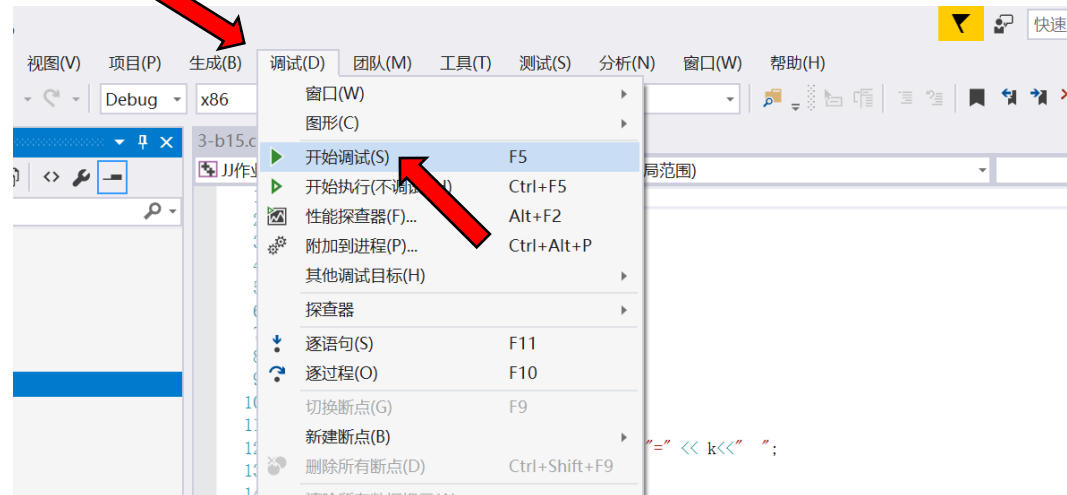 快速
视图(V) 项目(P) 生成(B) 调试(D) 团队(M) 工具(T) 测试(S) 分析(N) 窗口(W) 帮助(H)
Debug x86
窗口(W)
图形(C)
3-b15.c
开始调试(S) F5
JJ作业 局范围)
开始执行(不调试 Ctrl+F5
性能探查器(F)... Alt+F2
附加到进程(P)... Ctrl+Alt+P
其他调试目标(H)
探查器
逐语句(S) F11
逐过程(O) F10
切换断点(G) F9
新建断点(B)
"=" << k<<" ";
删除所有断点(D) Ctrl+Shift+F9